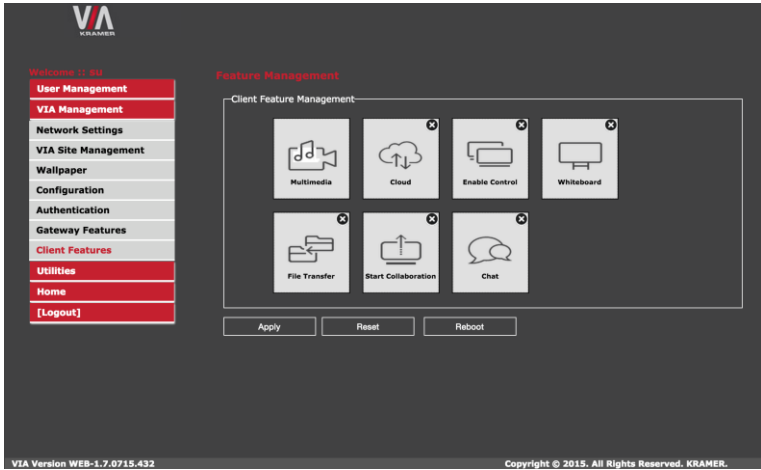 VIA
KRAMER
Welcome :: SU
User Management
VIA Management
Network Settings
VIA Site Management
Wallpaper
Configuration
Authentication
Gateway Features
Client Features
Utilities
Home
[Logout]
Feature Management
Client Feature Management
Multimedia
Cloud
Enable Control
Whiteboard
File Transfer
Start Collaboration
Chat
Apply
Reset
Reboot
VIA Version WEB-1.7.0715.432
Copyright © 2015. All Rights Reserved. KRAMER.